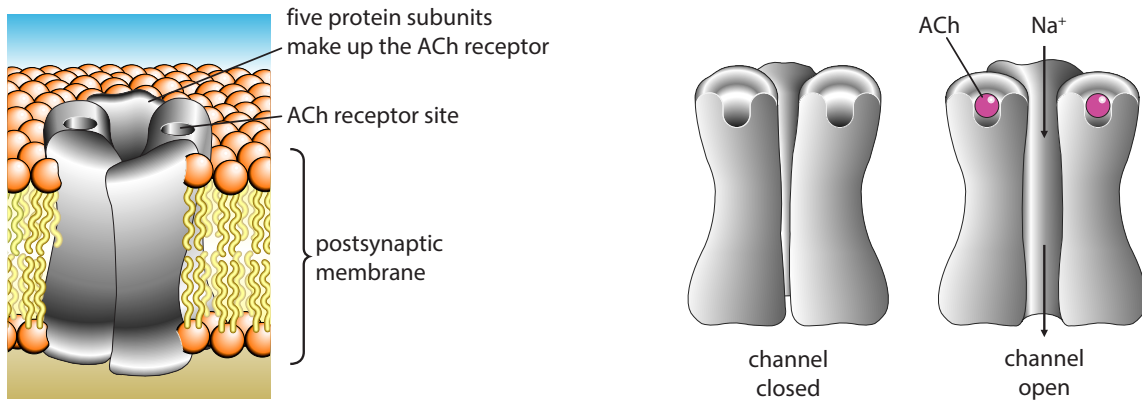 five protein subunits
make up the ACh receptor
ACh receptor site
postsynaptic
membrane
ACh
Na⁺
channel
closed
channel
open